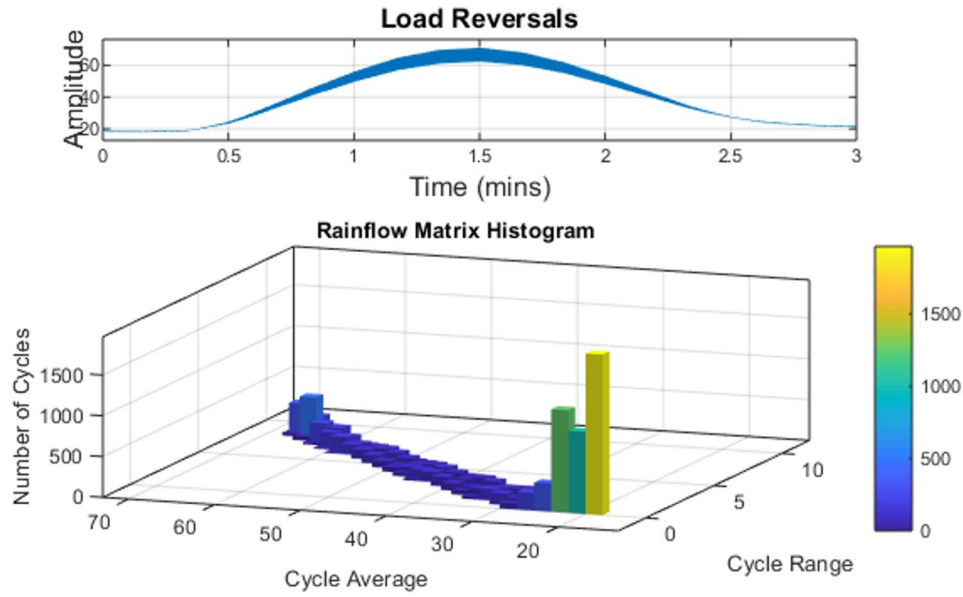 Load Reversals
Amplitude
60
40
20
0 0.5 1 1.5 2 2.5 3
Time (mins)
Rainflow Matrix Histogram
Number of Cycles
1500
1000
500
0
70 60 50 40 30 20
Cycle Average
0 5 10
Cycle Range
1500
1000
500
0